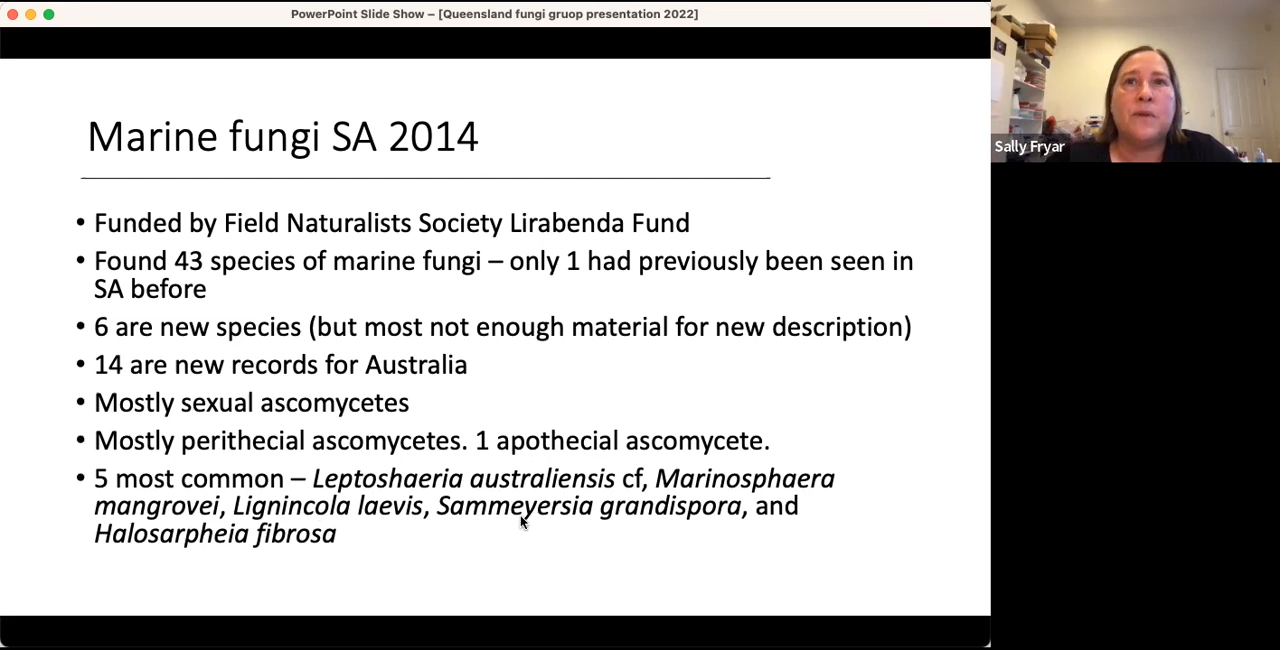 PowerPoint Slide Show – [Queensland fungi gruop presentation 2022]
Marine fungi SA 2014
• Funded by Field Naturalists Society Lirabenda Fund
• Found 43 species of marine fungi – only 1 had previously been seen in
SA before
• 6 are new species (but most not enough material for new description)
• 14 are new records for Australia
• Mostly sexual ascomycetes
• Mostly perithecial ascomycetes. 1 apothecial ascomycete.
• 5 most common – Leptoshaeria australiensis cf, Marinosphaera
mangrovei, Lignincola laevis, Sammeyersia grandispora, and
Halosarpheia fibrosa
Sally Fryar